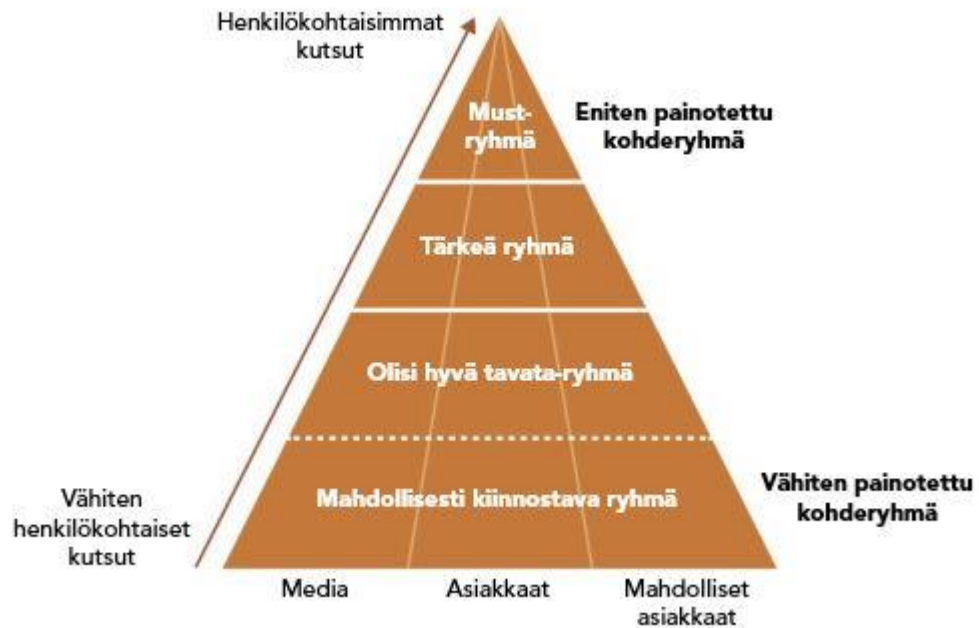 Henkilökohtaisimmat
kutsut
Must-
ryhmä
Eniten painotettu
kohderyhmä
Tärkeä ryhmä
Olisi hyvä tavata-ryhmä
Mahdollisesti kiinnostava ryhmä
Vähiten
henkilökohtaiset
kutsut
Vähiten painotettu
kohderyhmä
Media
Asiakkaat
Mahdolliset
asiakkaat